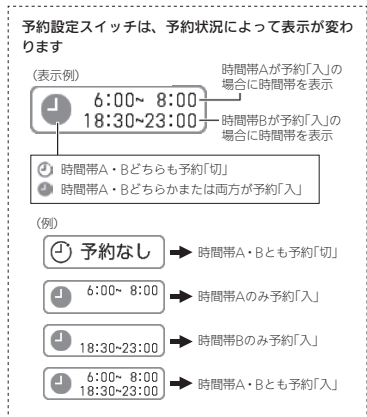 予約設定スイッチは、予約状況によって表示が変わ
ります
(表示例)
6:00~ 8:00
18:30~23:00
時間帯Aが予約「入」の
場合に時間帯を表示
時間帯Bが予約「入」の
場合に時間帯を表示
時間帯A・Bどちらも予約「切」
時間帯A・Bどちらかまたは両方が予約「入」
(例)
予約なし
時間帯A・Bとも予約「切」
6:00~ 8:00
時間帯Aのみ予約「入」
18:30~23:00
時間帯Bのみ予約「入」
6:00~ 8:00
18:30~23:00
時間帯A・Bとも予約「入」